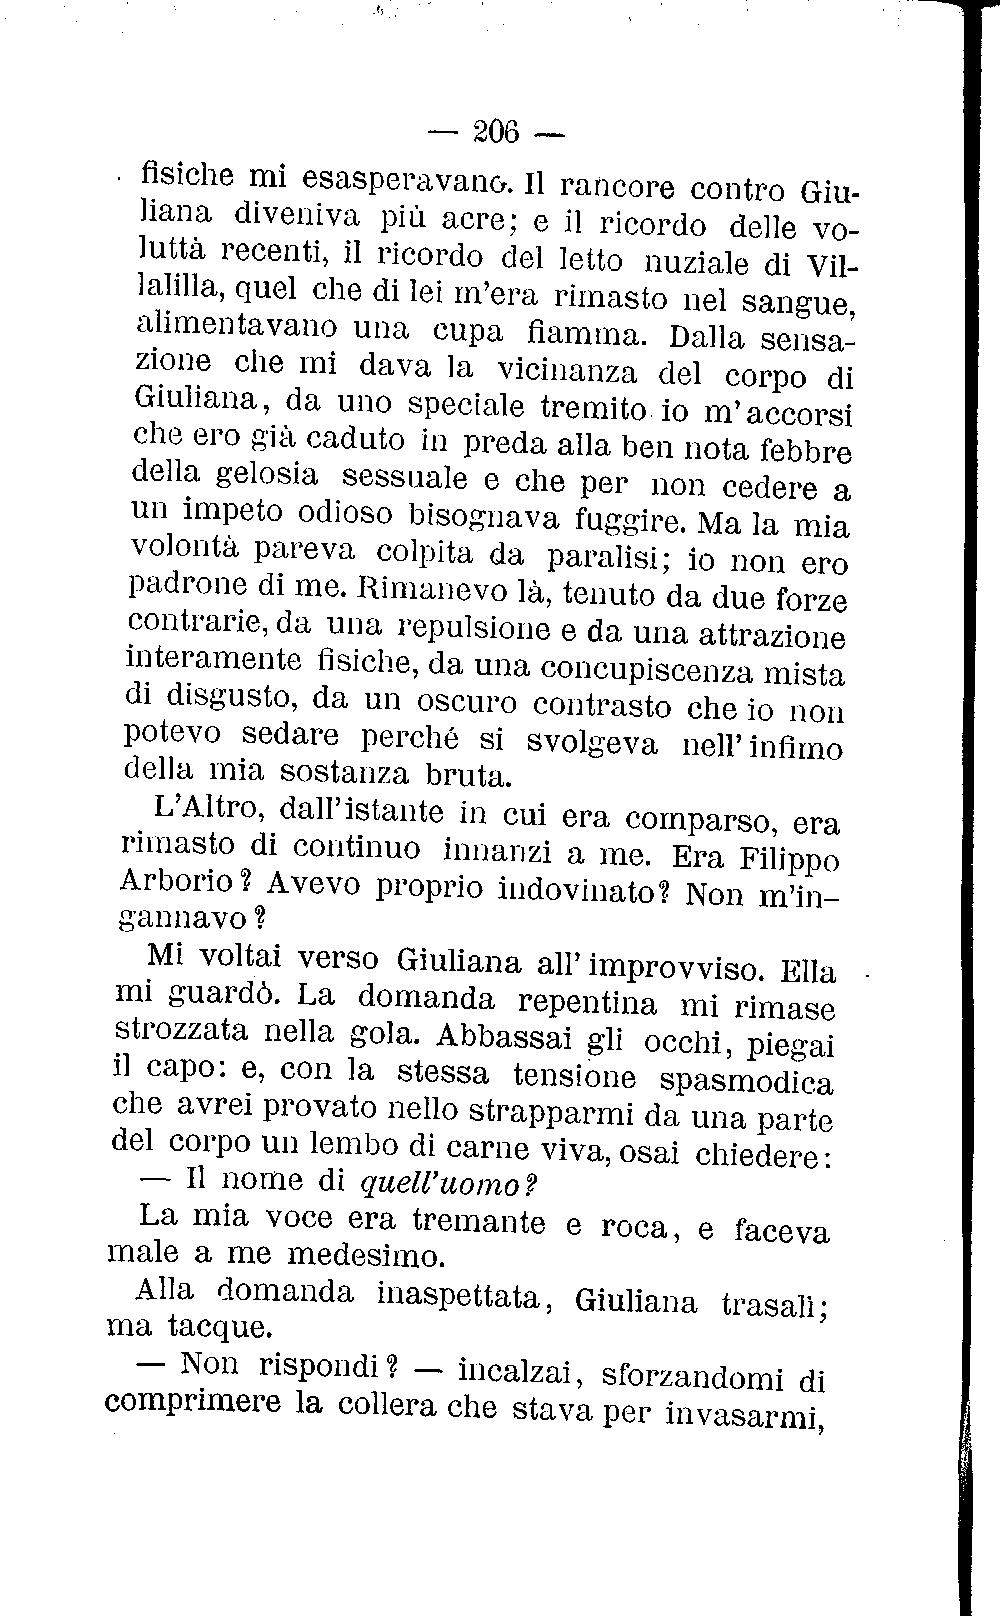 — 206 —
fisiche mi esasperavano. Il rancore contro Giu-
liana diveniva più acre; e il ricordo delle vo-
luttà recenti, il ricordo del letto nuziale di Vil-
lalilla, quel che di lei m'era rimasto nel sangue,
alimentavano una cupa fiamma. Dalla sensa-
zione che mi dava la vicinanza del corpo di
Giuliana, da uno speciale tremito io m'accorsi
che ero già caduto in preda alla ben nota febbre
della gelosia sessuale e che per non cedere a
un impeto odioso bisognava fuggire. Ma la mia
volontà pareva colpita da paralisi; io non ero
padrone di me. Rimanevo là, tenuto da due forze
contrarie, da una repulsione e da una attrazione
interamente fisiche, da una concupiscenza mista
di disgusto, da un oscuro contrasto che io non
potevo sedare perché si svolgeva nell'infimo
della mia sostanza bruta.
L'Altro, dall'istante in cui era comparso, era
rimasto di continuo innanzi a me. Era Filippo
Arborio? Avevo proprio indovinato? Non m'in-
gannavo?
Mi voltai verso Giuliana all'improvviso. Ella
mi guardò. La domanda repentina mi rimase
strozzata nella gola. Abbassai gli occhi, piegai
il capo: e, con la stessa tensione spasmodica
che avrei provato nello strapparmi da una parte
del corpo un lembo di carne viva, osai chiedere:
— Il nome di quell'uomo?
La mia voce era tremante e roca, e faceva
male a me medesimo.
Alla domanda inaspettata, Giuliana trasalì;
ma tacque.
— Non rispondi? — incalzai, sforzandomi di
comprimere la collera che stava per invasarmi,